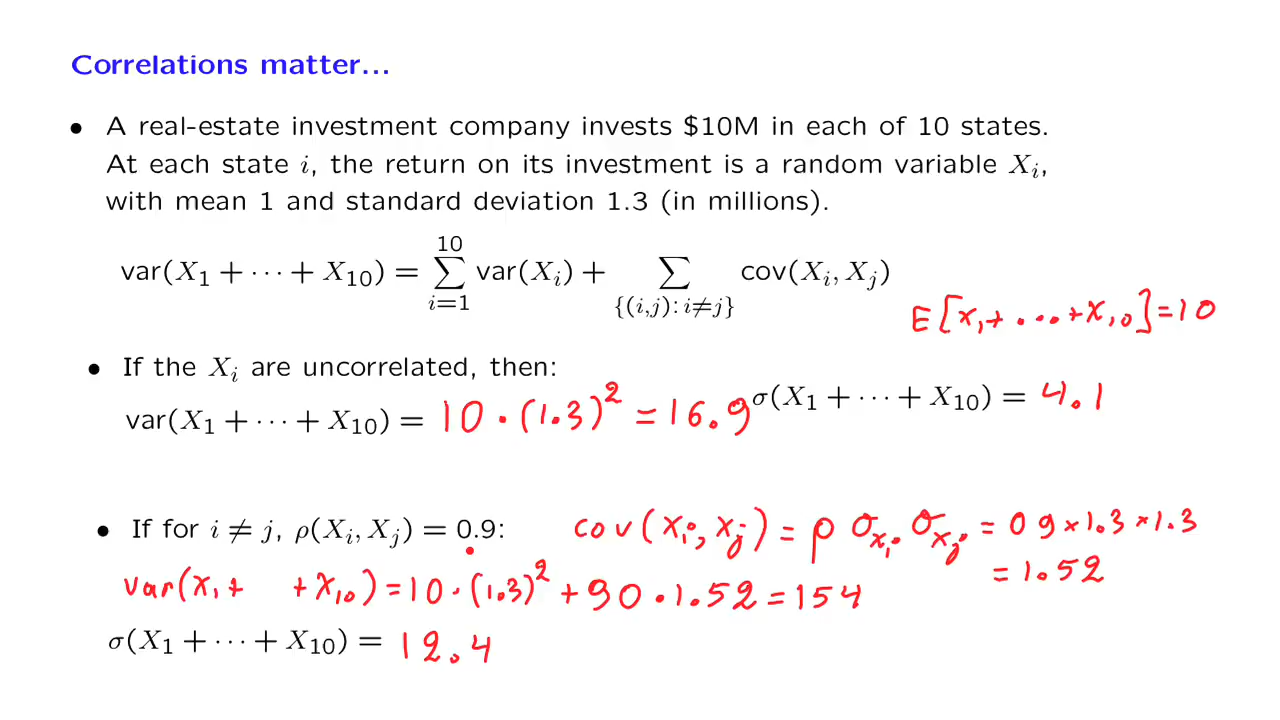 Correlations matter...
• A real-estate investment company invests $10M in each of 10 states.
At each state i, the return on its investment is a random variable Xᵢ,
with mean 1 and standard deviation 1.3 (in millions).
var(X₁ + ··· + X₁₀) = ∑_{i=1}^{10} var(Xᵢ) + ∑_{{(i,j): i≠j}} cov(Xᵢ, Xⱼ)
E[X₁ + ... + X₁₀] = 10
• If the Xᵢ are uncorrelated, then:
var(X₁ + ··· + X₁₀) = 10 · (1.3)² = 16.9
σ(X₁ + ··· + X₁₀) = 4.1
• If for i ≠ j, ρ(Xᵢ, Xⱼ) = 0.9:
cov(Xᵢ, Xⱼ) = ρ σ_{Xᵢ} σ_{Xⱼ} = 0 9 × 1.3 × 1.3
= 1.52
var(X₁ + + X₁₀) = 10 · (1.3)² + 90 · 1.52 = 154
σ(X₁ + ··· + X₁₀) = 12.4